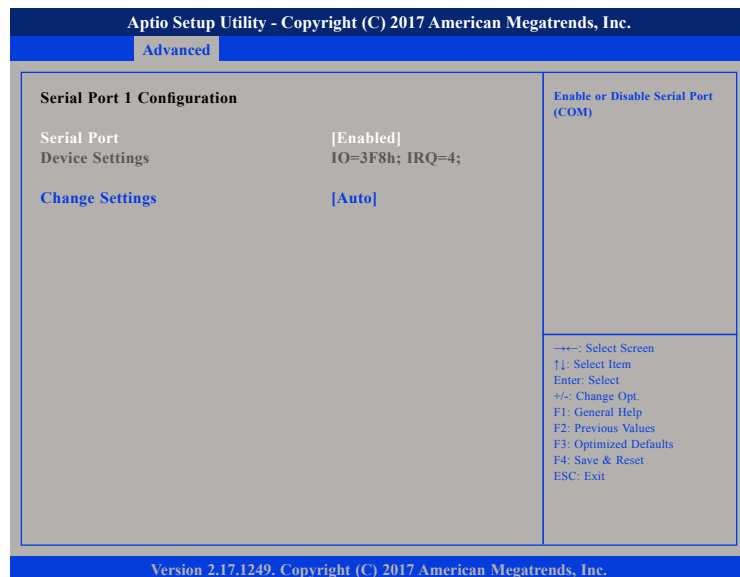 Aptio Setup Utility - Copyright (C) 2017 American Megatrends, Inc.
Advanced
Serial Port 1 Configuration
Serial Port [Enabled]
Device Settings IO=3F8h; IRQ=4;
Change Settings [Auto]
Enable or Disable Serial Port
(COM)
→←: Select Screen
↑↓: Select Item
Enter: Select
+/-: Change Opt.
F1: General Help
F2: Previous Values
F3: Optimized Defaults
F4: Save & Reset
ESC: Exit
Version 2.17.1249. Copyright (C) 2017 American Megatrends, Inc.